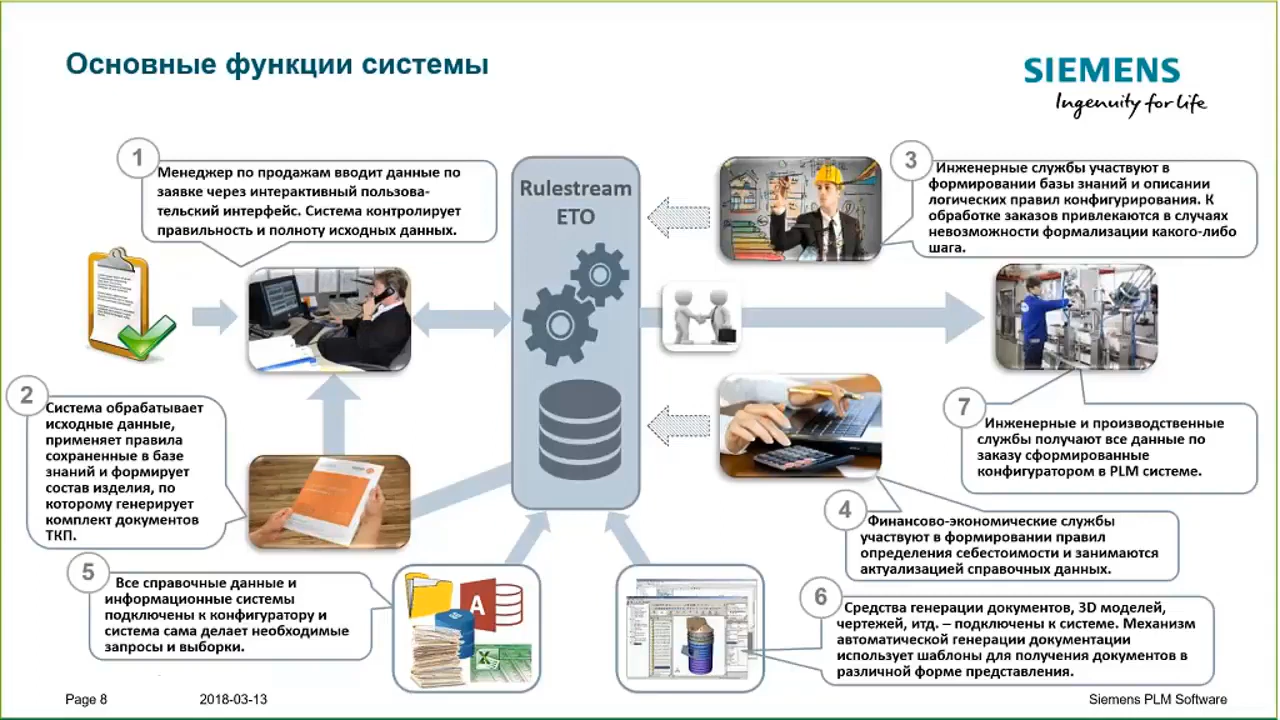 Основные функции системы
SIEMENS
Ingenuity for life
1
Менеджер по продажам вводит данные по
заявке через интерактивный пользова-
тельский интерфейс. Система контролирует
правильность и полноту исходных данных.
Rulestream
ETO
3
Инженерные службы участвуют в
формировании базы знаний и описании
логических правил конфигурирования. К
обработке заказов привлекаются в случаях
невозможности формализации какого-либо
шага.
2
Система обрабатывает
исходные данные,
применяет правила
сохраненные в базе
знаний и формирует
состав изделия, по
которому генерирует
комплект документов
ТКП.
7
Инженерные и производственные
службы получают все данные по
заказу сформированные
конфигуратором в PLM системе.
4
Финансово-экономические службы
участвуют в формировании правил
определения себестоимости и занимаются
актуализацией справочных данных.
5
Все справочные данные и
информационные системы
подключены к конфигуратору и
система сама делает необходимые
запросы и выборки.
A
X
6
Средства генерации документов, 3D моделей,
чертежей, итд. – подключены к системе. Механизм
автоматической генерации документации
использует шаблоны для получения документов в
различной форме представления.
Page 8
2018-03-13
Siemens PLM Software